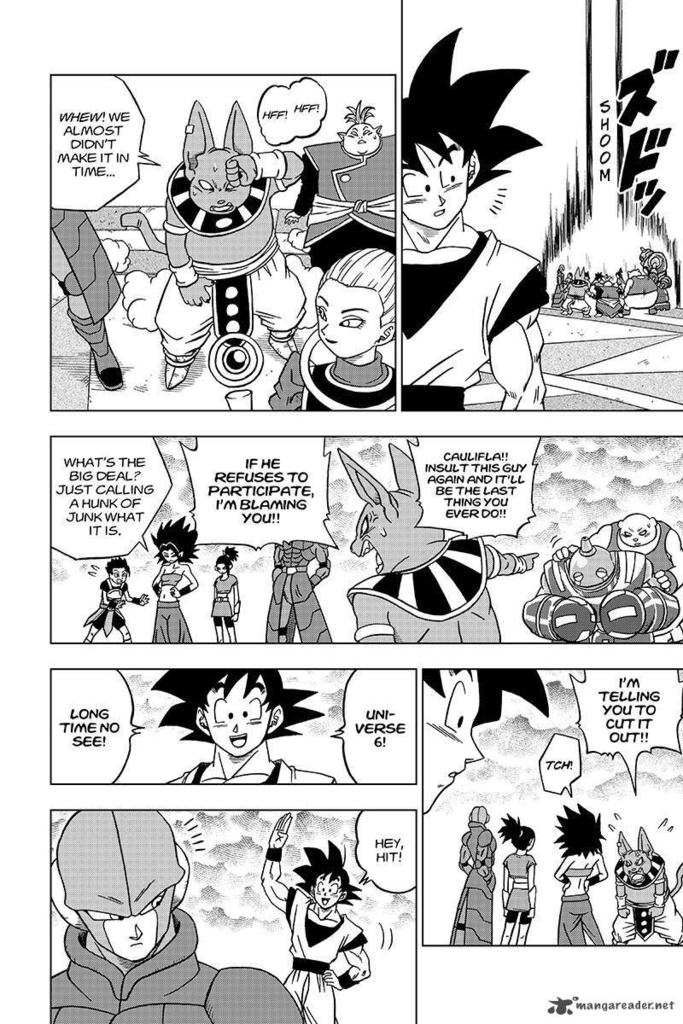 ズドドッ
SHOOM
HFF! HFF!
WHEW! WE
ALMOST
DIDN'T
MAKE IT IN
TIME...
CAULIFLA!!
INSULT THIS GUY
AGAIN AND IT'LL
BE THE LAST
THING YOU
EVER DO!!
IF HE
REFUSES TO
PARTICIPATE,
I'M BLAMING
YOU!!
WHAT'S THE
BIG DEAL?
JUST CALLING
A HUNK OF
JUNK WHAT
IT IS.
I'M
TELLING
YOU TO
CUT IT
OUT!!
TCH!
UNI-
VERSE
6!
LONG
TIME NO
SEE!
HEY,
HIT!
mangareader.net